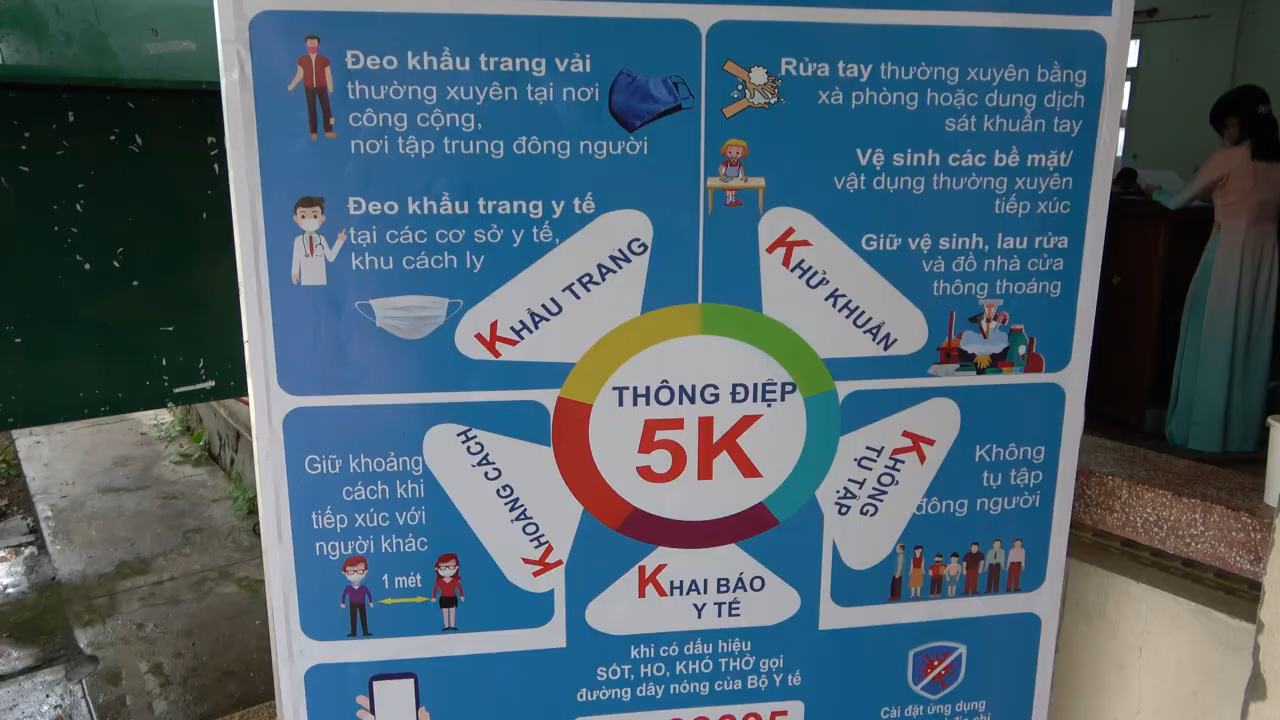 Đeo khẩu trang vải
thường xuyên tại nơi
công cộng,
nơi tập trung đông người
Đeo khẩu trang y tế
tại các cơ sở y tế,
khu cách ly
KHẨU TRANG
Rửa tay thường xuyên bằng
xà phòng hoặc dung dịch
sát khuẩn tay
Vệ sinh các bề mặt/
vật dụng thường xuyên
tiếp xúc
Giữ vệ sinh, lau rửa
và đồ nhà cửa
thông thoáng
KHỬ KHUẨN
THÔNG ĐIỆP
5K
Giữ khoảng
cách khi
tiếp xúc với
người khác
1 mét
KHOẢNG CÁCH
KHÔNG
TỤ TẬP
Không
tụ tập
đông người
KHAI BÁO
Y TẾ
khi có dấu hiệu
SÓT, HO, KHÓ THỞ gọi
đường dây nóng của Bộ Y tế
Cài đặt ứng dụng